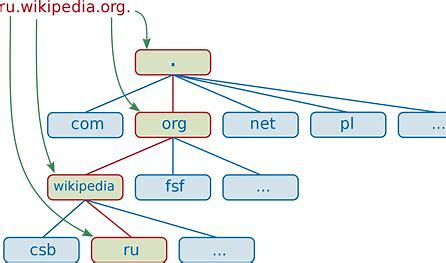 ru.wikipedia.org.
.
com org net pl ...
wikipedia fsf ...
csb ru ...